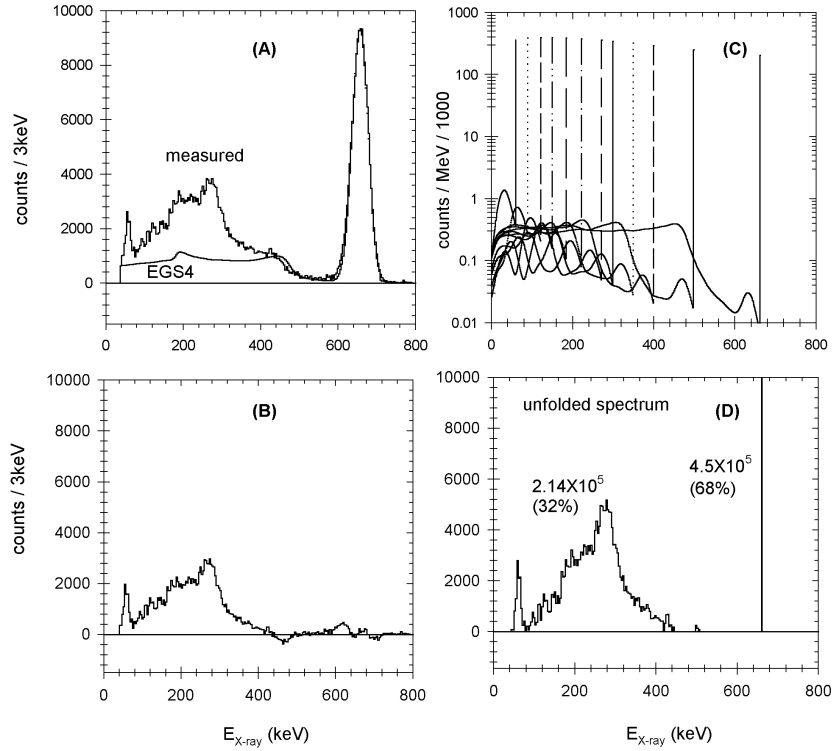 (A)
measured
EGS4
counts / 3keV
10000
8000
6000
4000
2000
0
0 200 400 600 800
(C)
counts / MeV / 1000
1000
100
10
1
0.1
0.01
0 200 400 600 800
(B)
counts / 3keV
10000
8000
6000
4000
2000
0
0 200 400 600 800
E X-ray (keV)
unfolded spectrum (D)
2.14X10^5
(32%)
4.5X10^5
(68%)
10000
8000
6000
4000
2000
0
0 200 400 600 800
E X-ray (keV)